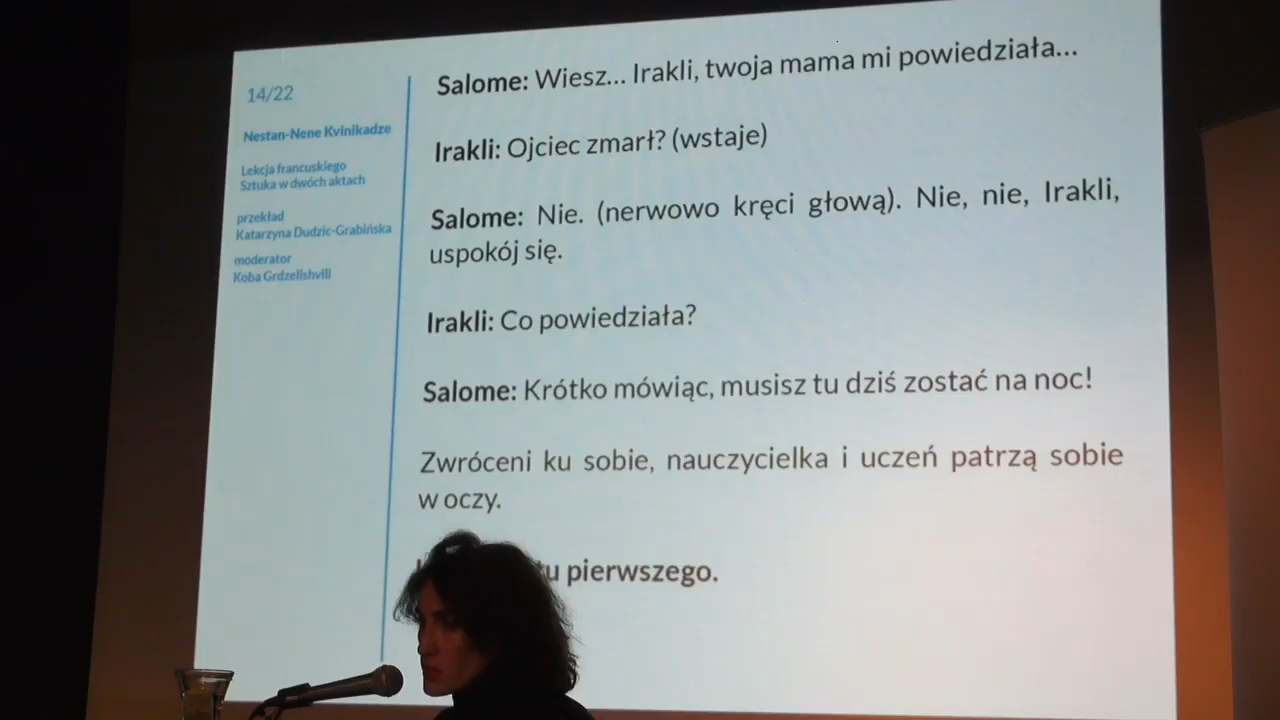 14/22
Nestan-Nene Kvinikadze
Lekcja francuskiego
Sztuka w dwóch aktach
przekład
Katarzyna Dudzic-Grabińska
moderator
Koba Grdzelishvili
Salome: Wiesz... Irakli, twoja mama mi powiedziała...
Irakli: Ojciec zmarł? (wstaje)
Salome: Nie. (nerwowo kręci głową). Nie, nie, Irakli,
uspokój się.
Irakli: Co powiedziała?
Salome: Krótko mówiąc, musisz tu dziś zostać na noc!
Zwróceni ku sobie, nauczycielka i uczeń patrzą sobie
w oczy.
pierwszego.